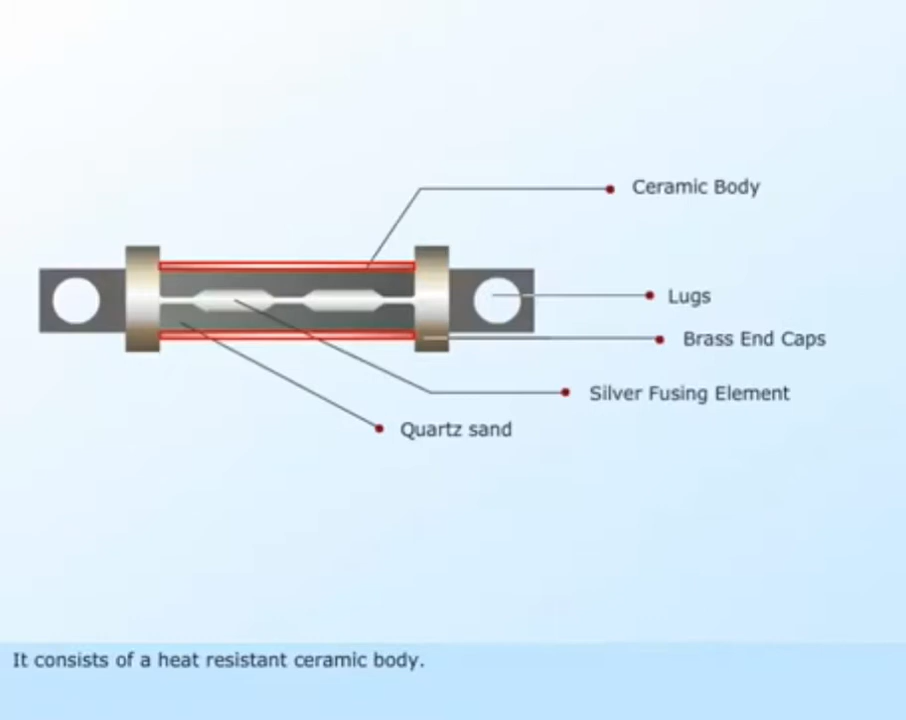 Ceramic Body
Lugs
Brass End Caps
Silver Fusing Element
Quartz sand
It consists of a heat resistant ceramic body.